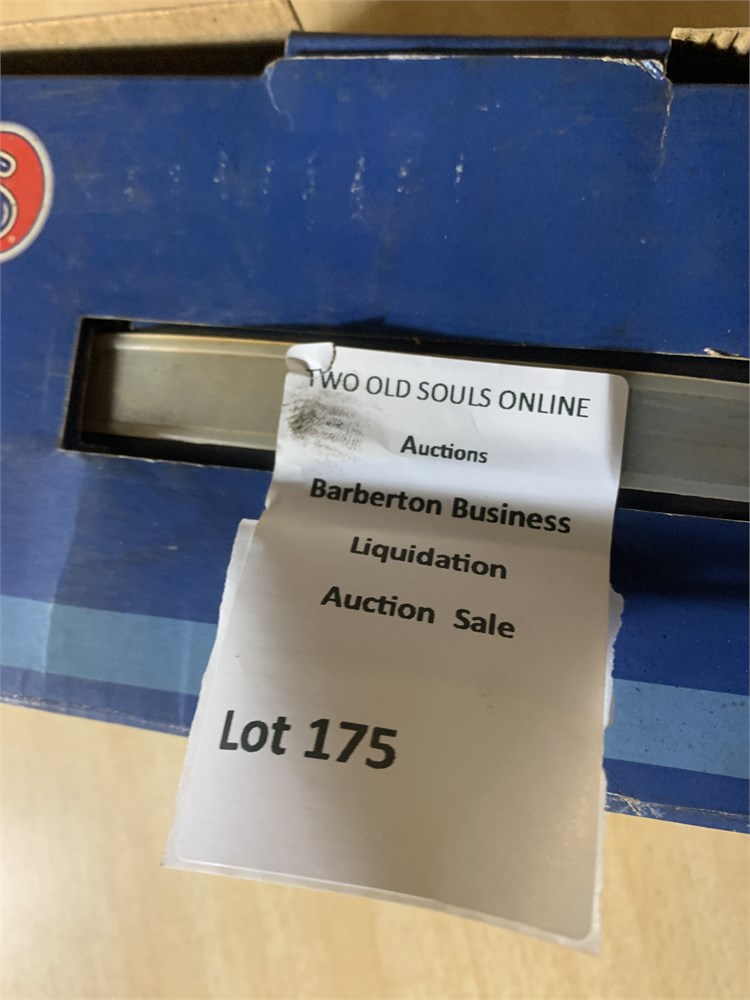 TWO OLD SOULS ONLINE
Auctions
Barberton Business
Liquidation
Auction Sale
Lot 175